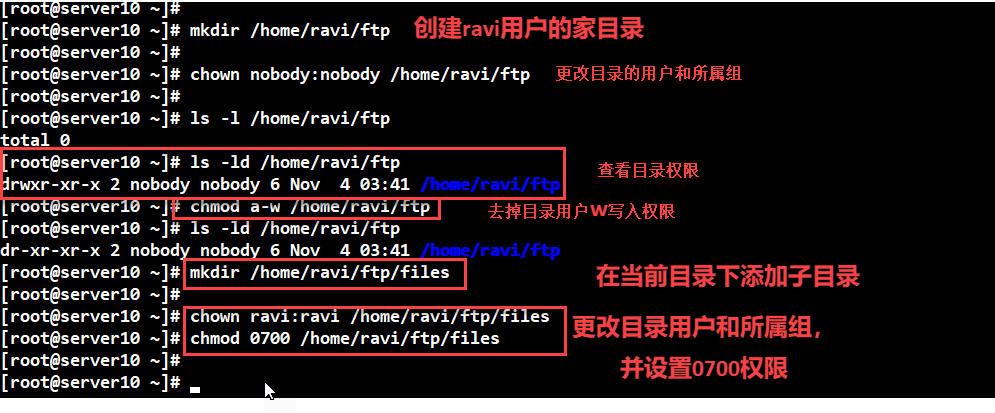 [root@server10 ~]#
[root@server10 ~]# mkdir /home/ravi/ftp 创建ravi用户的家目录
[root@server10 ~]#
[root@server10 ~]# chown nobody:nobody /home/ravi/ftp 更改目录的用户和所属组
[root@server10 ~]#
[root@server10 ~]# ls -l /home/ravi/ftp
total 0
[root@server10 ~]# ls -ld /home/ravi/ftp 查看目录权限
drwxr-xr-x 2 nobody nobody 6 Nov  4 03:41 /home/ravi/ftp
[root@server10 ~]# chmod a-w /home/ravi/ftp 去掉目录用户W写入权限
[root@server10 ~]# ls -ld /home/ravi/ftp
dr-xr-xr-x 2 nobody nobody 6 Nov  4 03:41 /home/ravi/ftp
[root@server10 ~]# mkdir /home/ravi/ftp/files 在当前目录下添加子目录
[root@server10 ~]#
[root@server10 ~]# chown ravi:ravi /home/ravi/ftp/files 更改目录用户和所属组，
[root@server10 ~]# chmod 0700 /home/ravi/ftp/files
[root@server10 ~]# 并设置0700权限
[root@server10 ~]#